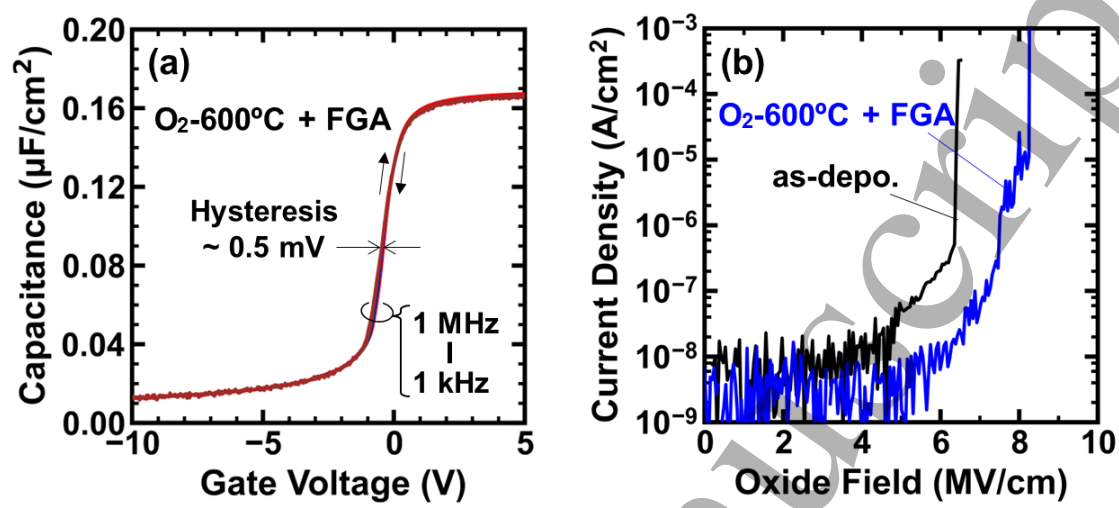 (a)
O₂-600ºC + FGA
Hysteresis
~ 0.5 mV
1 MHz
1 kHz
Capacitance (µF/cm²)
0.20
0.16
0.12
0.08
0.04
0.00
−10
−5
0
5
Gate Voltage (V)
(b)
O₂-600ºC + FGA
as-depo.
Current Density (A/cm²)
10⁻³
10⁻⁴
10⁻⁵
10⁻⁶
10⁻⁷
10⁻⁸
10⁻⁹
0
2
4
6
8
10
Oxide Field (MV/cm)
uscrip